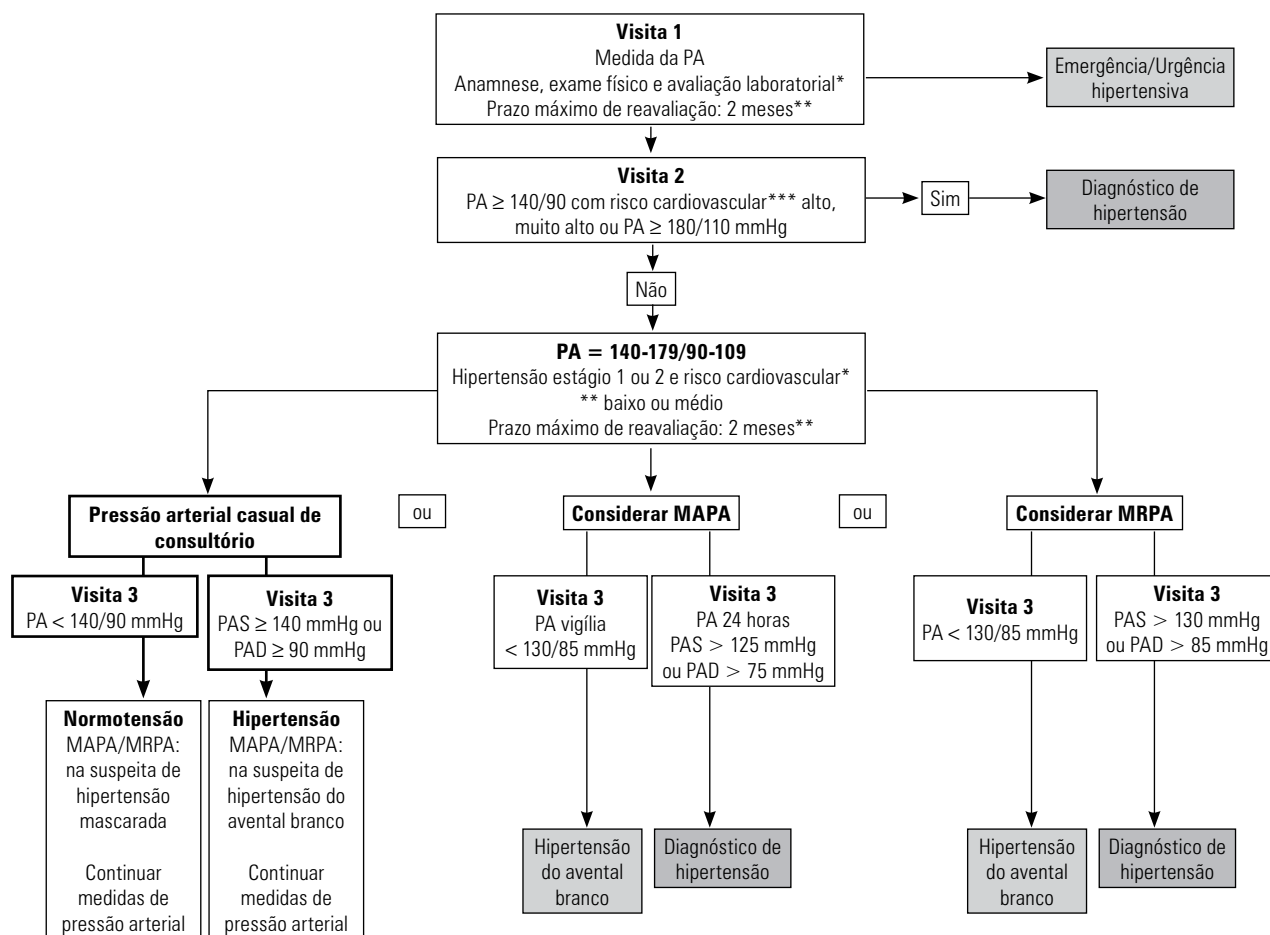 Visita 1
Medida da PA
Anamnese, exame físico e avaliação laboratorial*
Prazo máximo de reavaliação: 2 meses**
Emergência/Urgência
hipertensiva
Visita 2
PA ≥ 140/90 com risco cardiovascular*** alto,
muito alto ou PA ≥ 180/110 mmHg
Sim
Diagnóstico de
hipertensão
Não
PA = 140-179/90-109
Hipertensão estágio 1 ou 2 e risco cardiovascular*
** baixo ou médio
Prazo máximo de reavaliação: 2 meses**
Pressão arterial casual de
consultório
ou
Considerar MAPA
ou
Considerar MRPA
Visita 3
PA < 140/90 mmHg
Visita 3
PAS ≥ 140 mmHg ou
PAD ≥ 90 mmHg
Visita 3
PA vigília
< 130/85 mmHg
Visita 3
PA 24 horas
PAS > 125 mmHg
ou PAD > 75 mmHg
Visita 3
PA < 130/85 mmHg
Visita 3
PAS > 130 mmHg
ou PAD > 85 mmHg
Normotensão
MAPA/MRPA:
na suspeita de
hipertensão
mascarada
Continuar
medidas de
pressão arterial
Hipertensão
MAPA/MRPA:
na suspeita de
hipertensão do
avental branco
Continuar
medidas de
pressão arterial
Hipertensão
do avental
branco
Diagnóstico de
hipertensão
Hipertensão
do avental
branco
Diagnóstico de
hipertensão